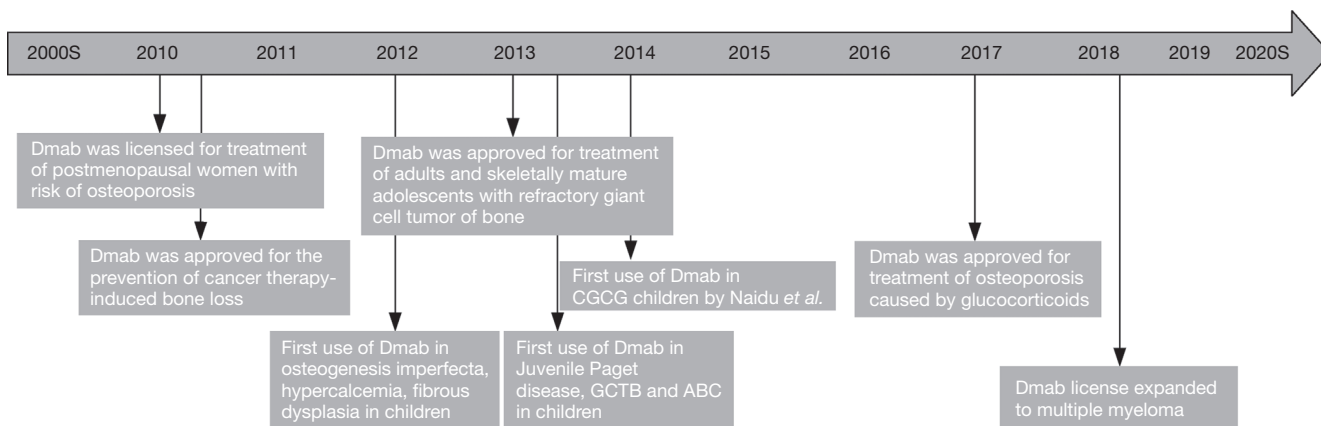 2000S 2010 2011 2012 2013 2014 2015 2016 2017 2018 2019 2020S
Dmab was licensed for treatment
of postmenopausal women with
risk of osteoporosis
Dmab was approved for the
prevention of cancer therapy-
induced bone loss
First use of Dmab in
osteogenesis imperfecta,
hypercalcemia, fibrous
dysplasia in children
Dmab was approved for treatment
of adults and skeletally mature
adolescents with refractory giant
cell tumor of bone
First use of Dmab in
Juvenile Paget
disease, GCTB and ABC
in children
First use of Dmab in
CGCG children by Naidu et al.
Dmab was approved for
treatment of osteoporosis
caused by glucocorticoids
Dmab license expanded
to multiple myeloma